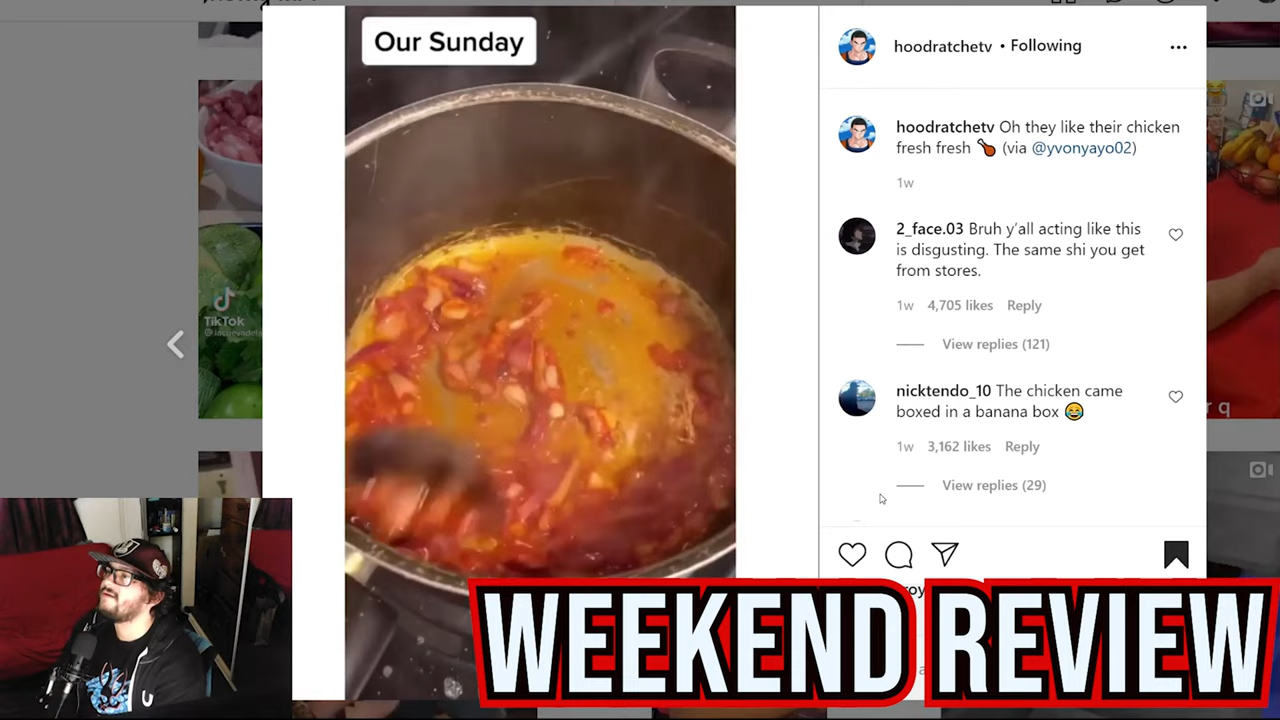 Our Sunday
hoodratchetv • Following
hoodratchetv Oh they like their chicken
fresh fresh 🍗 (via @yvonyayo02)
1w
2_face.03 Bruh y'all acting like this
is disgusting. The same shi you get
from stores.
1w 4,705 likes Reply
View replies (121)
nicktendo_10 The chicken came
boxed in a banana box 😂
1w 3,162 likes Reply
View replies (29)
TikTok
WEEKEND REVIEW